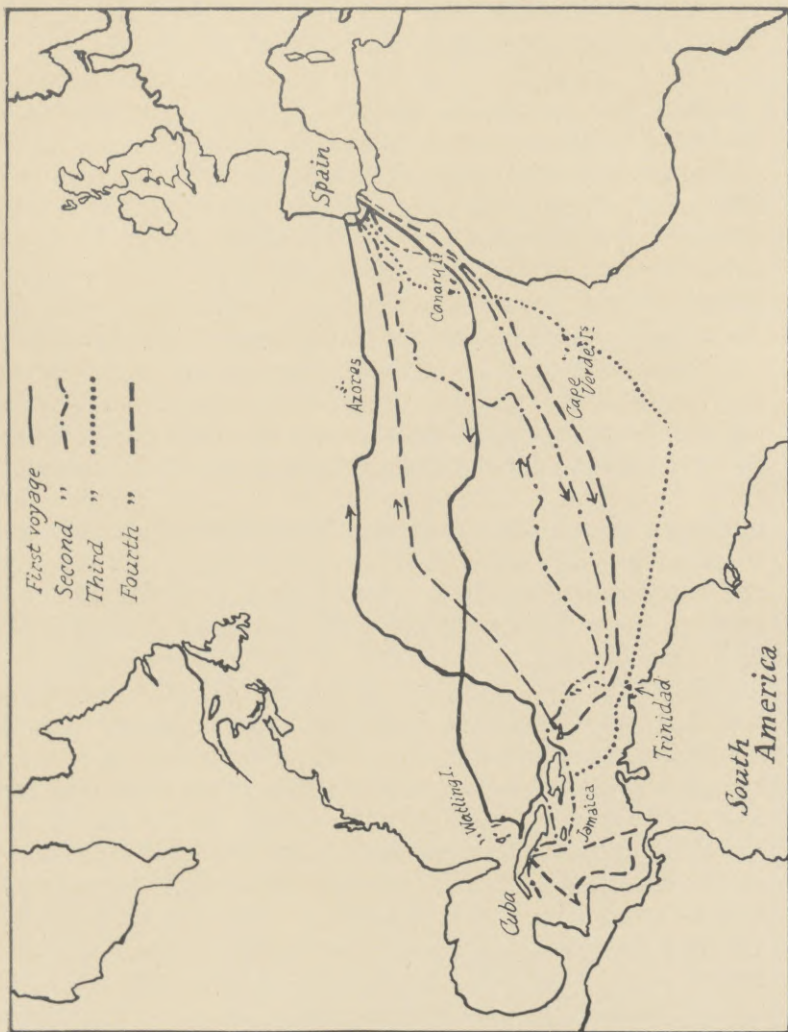 First voyage
Second „
Third „
Fourth „
Spain
Azores
Canary Is
Cape
Verde Is
Watling I.
Cuba
Jamaica
Trinidad
South
America